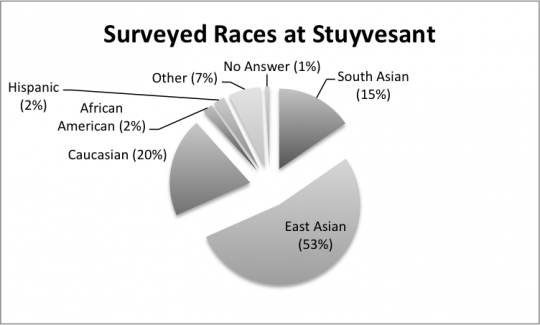 Surveyed Races at Stuyvesant
No Answer (1%)
Other (7%)
South Asian
(15%)
Hispanic
(2%)
African
American (2%)
Caucasian (20%)
East Asian
(53%)